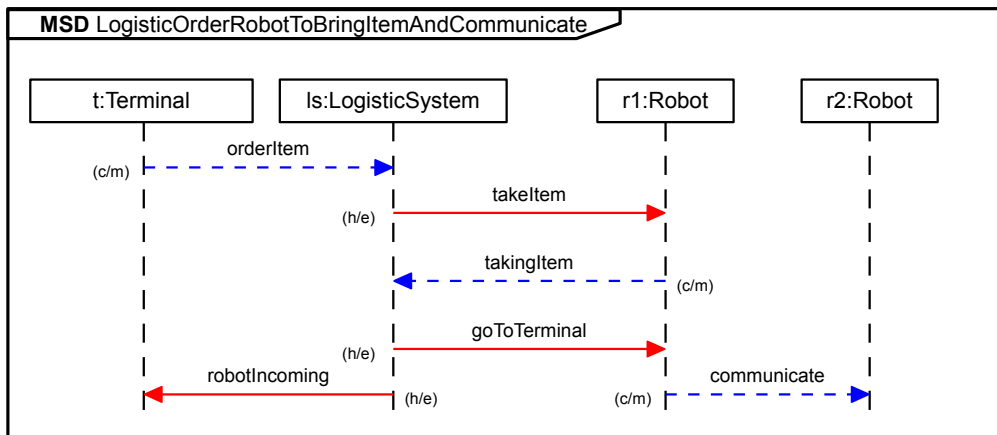 MSD LogisticOrderRobotToBringItemAndCommunicate
t:Terminal ls:LogisticSystem r1:Robot r2:Robot
orderItem
(c/m)
takeItem
(h/e)
takingItem
(c/m)
goToTerminal
(h/e)
robotIncoming communicate
(h/e) (c/m)